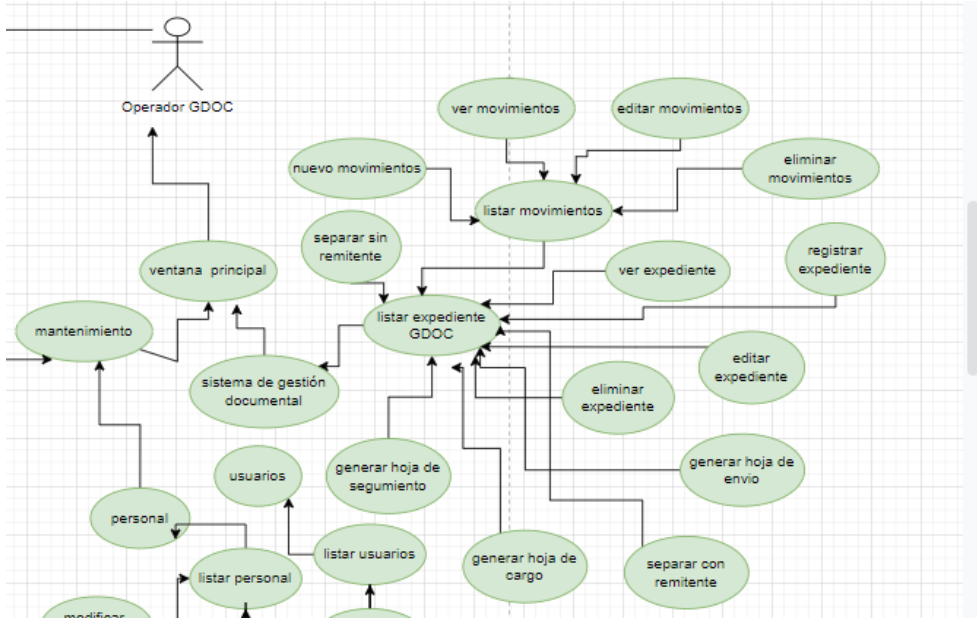 Operador GDOC
ver movimientos
editar movimientos
nuevo movimientos
eliminar
movimientos
listar movimientos
separar sin
remitente
registrar
expediente
ventana principal
ver expediente
listar expediente
GDOC
mantenimiento
sistema de gestión
documental
editar
expediente
eliminar
expediente
usuarios
generar hoja de
segumiento
generar hoja de
envio
personal
listar usuarios
listar personal
generar hoja de
cargo
separar con
remitente
modificar